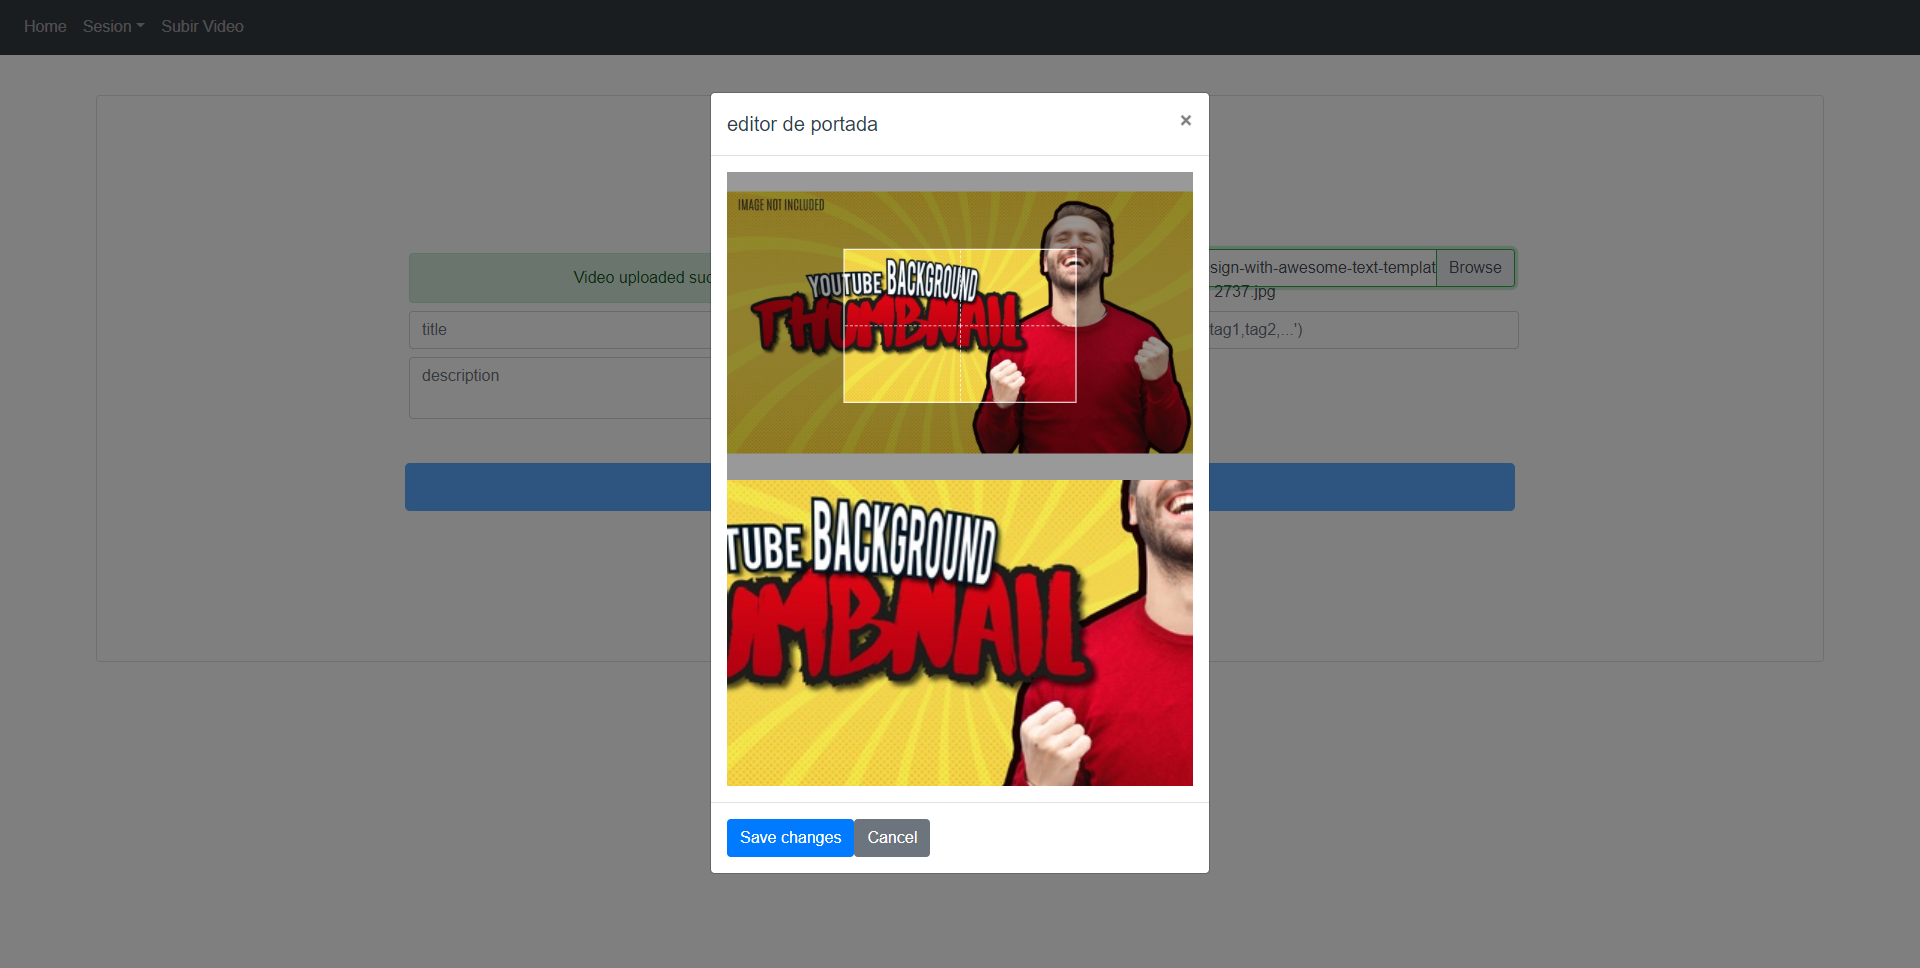 Home Sesion Subir Video
editor de portada ×
IMAGE NOT INCLUDED
YOUTUBE BACKGROUND
THUMBNAIL
Video uploaded suc
sign-with-awesome-text-templat Browse
2737.jpg
title
tag1,tag2,...')
description
TUBE BACKGROUND
UMBNAIL
Save changes Cancel